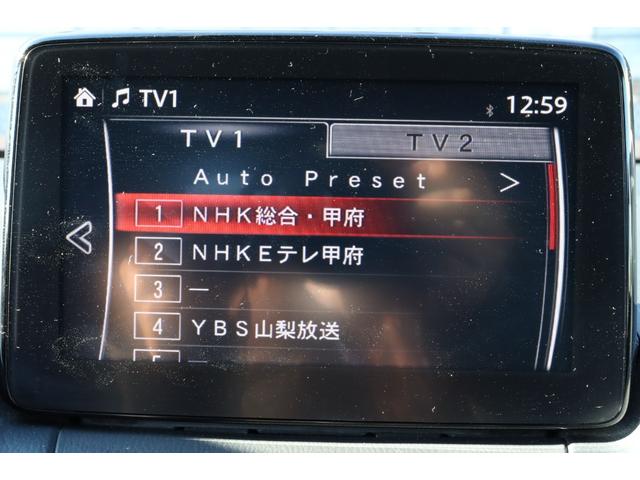 TV1 12:59
TV1 TV2
Auto Preset >
1 NHK総合・甲府
2 NHKEテレ甲府
3 ―
4 YBS山梨放送
5 ―